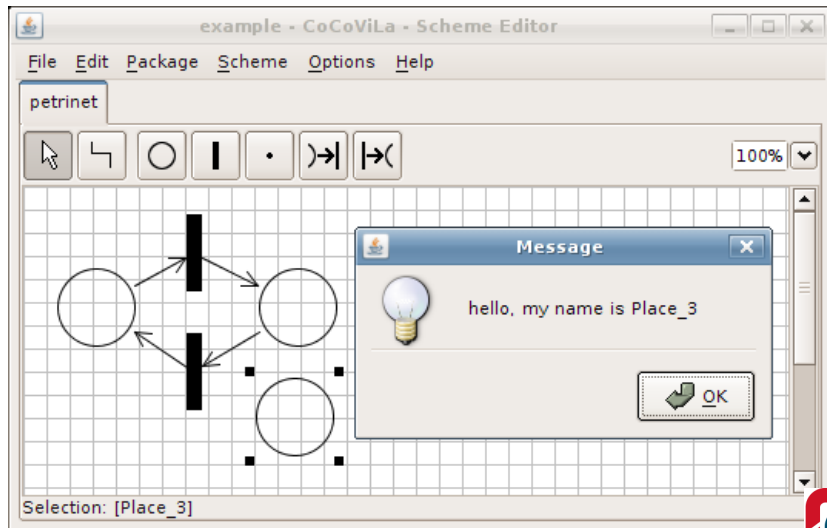 example - CoCoViLa - Scheme Editor
File Edit Package Scheme Options Help
petrinet
100%
Message
hello, my name is Place_3
OK
Selection: [Place_3]